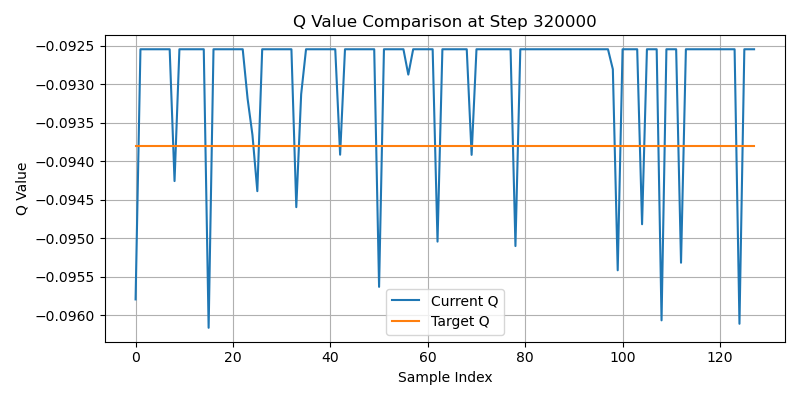 Q Value Comparison at Step 320000
Q Value
−0.0925
−0.0930
−0.0935
−0.0940
−0.0945
−0.0950
−0.0955
−0.0960
Current Q
Target Q
0 20 40 60 80 100 120
Sample Index